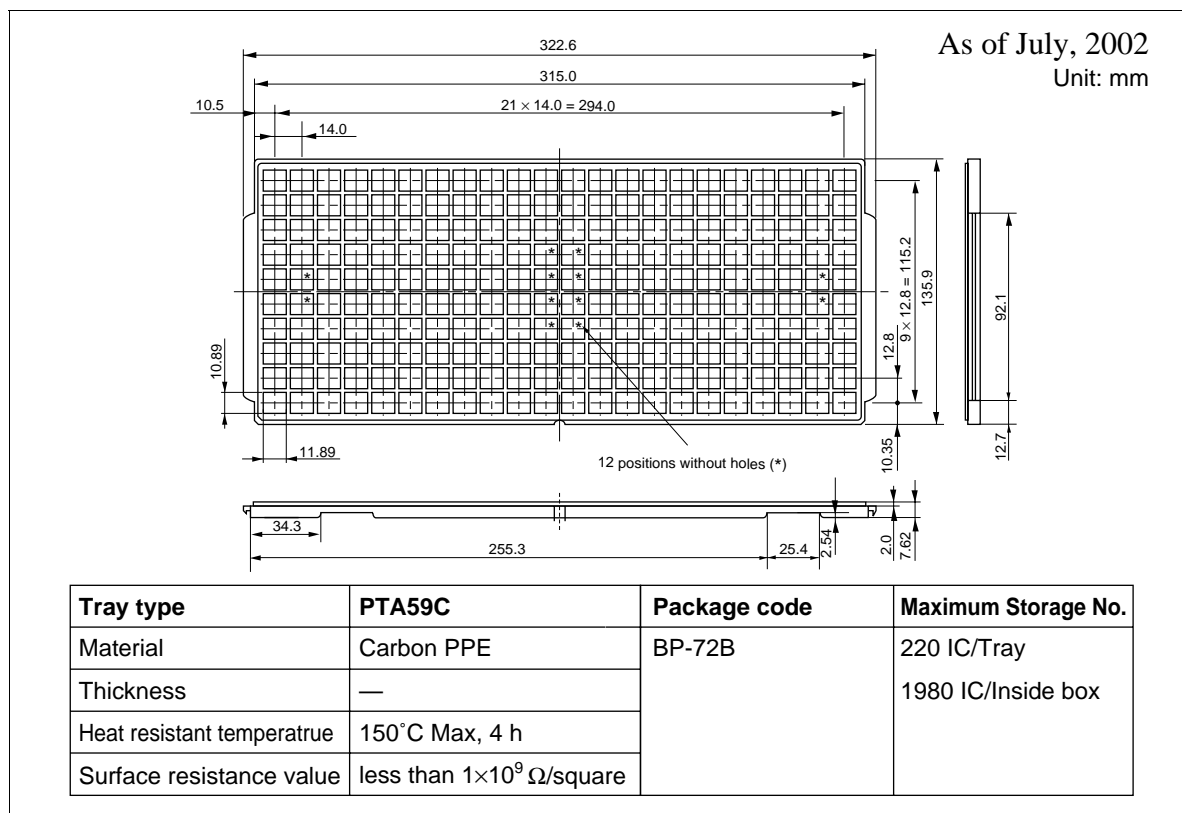 As of July, 2002
Unit: mm
322.6
315.0
10.5
21 × 14.0 = 294.0
14.0
* *
* * * *
* * * *
* *
10.89
11.89
12 positions without holes (*)
12.8
9 × 12.8 = 115.2
135.9
10.35
92.1
12.7
34.3
255.3
25.4
2.54
2.0
7.62
Tray type PTA59C Package code Maximum Storage No.
Material Carbon PPE BP-72B 220 IC/Tray
Thickness — 1980 IC/Inside box
Heat resistant temperatrue 150˚C Max, 4 h
Surface resistance value less than 1×10⁹ Ω/square